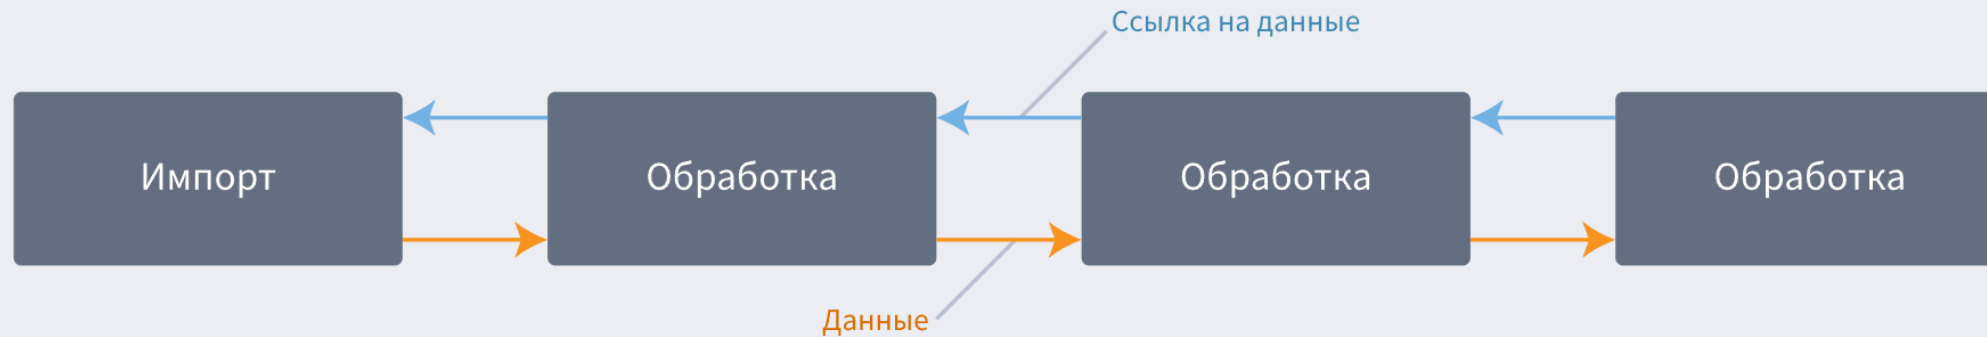 Ссылка на данные
Импорт
Обработка
Обработка
Обработка
Данные